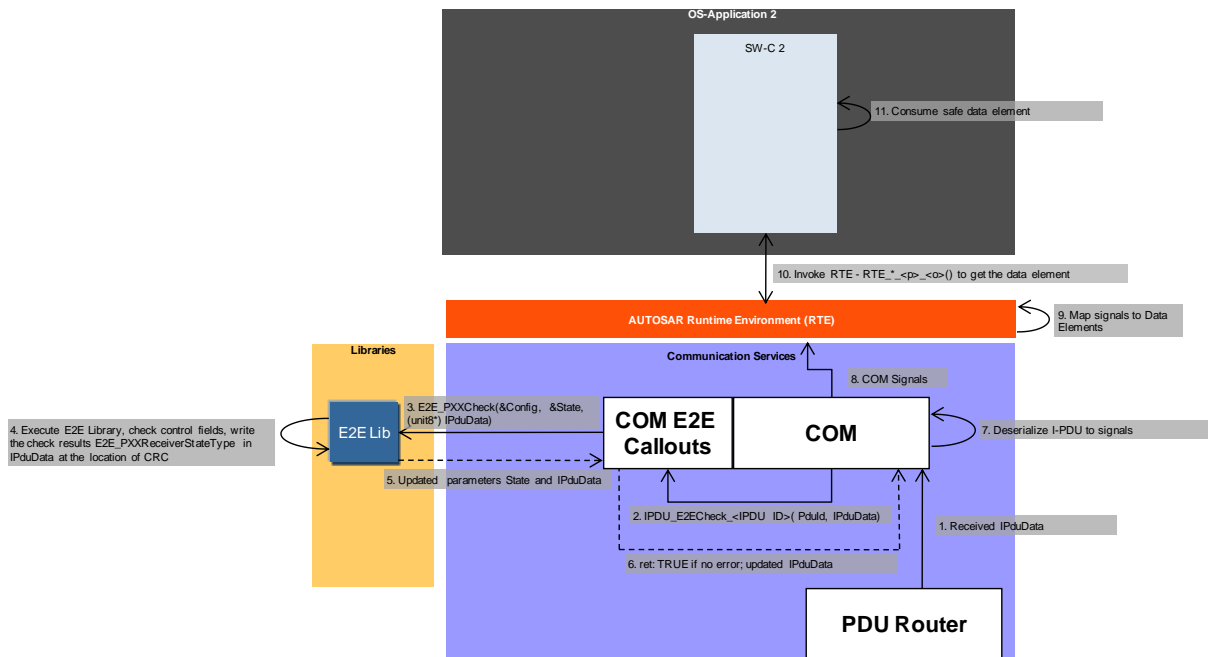 OS-Application 2
SW-C 2
11. Consume safe data element
10. Invoke RTE - RTE_*_<p>_<o>() to get the data element
AUTOSAR Runtime Environment (RTE)
9. Map signals to Data
Elements
Libraries
Communication Services
8. COM Signals
3. E2E_PXXCheck(&Config, &State,
(unit8*) IPduData)
4. Execute E2E Library, check control fields, write
the check results E2E_PXXReceiverStateType in
IPduData at the location of CRC
E2E Lib
COM E2E
Callouts
COM
7. Deserialize I-PDU to signals
5. Updated parameters State and IPduData
2. IPDU_E2ECheck_<IPDU ID>( PduId, IPduData)
1. Received IPduData
6. ret: TRUE if no error; updated IPduData
PDU Router